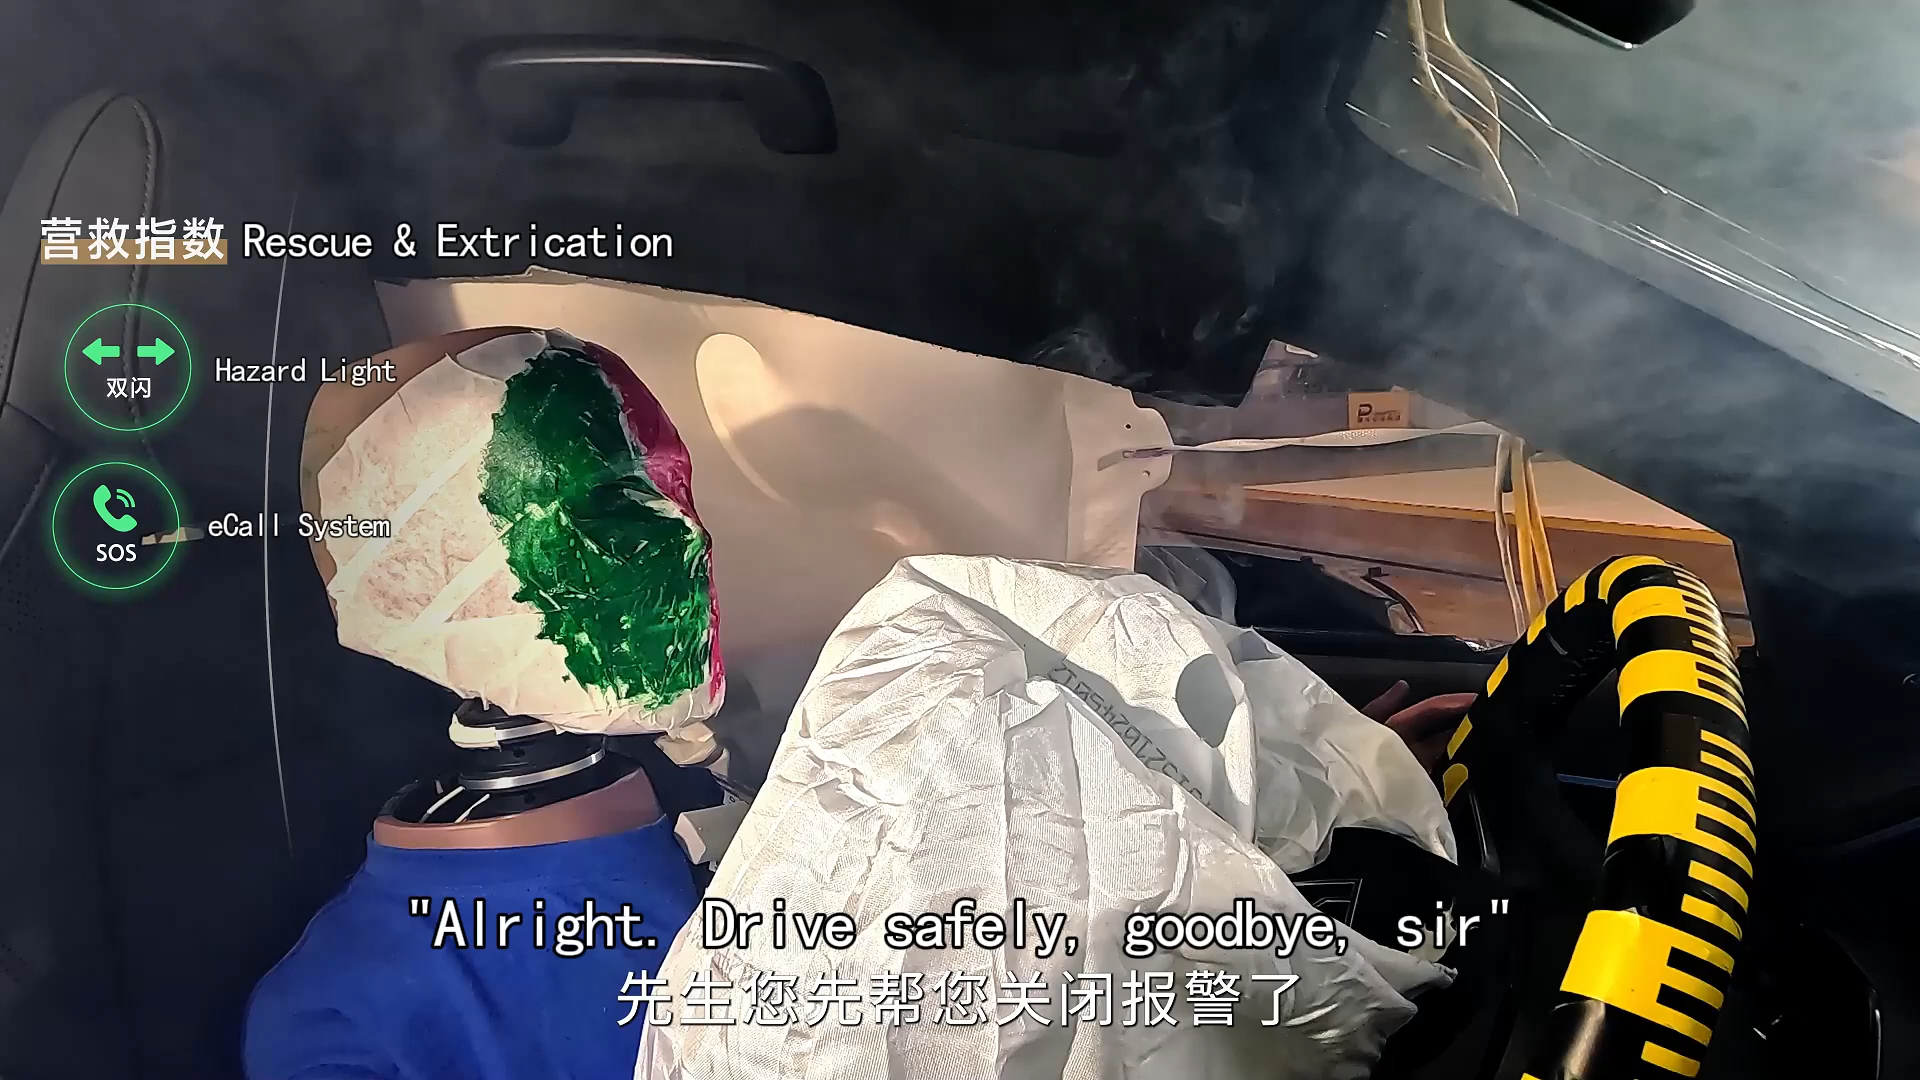 营救指数 Rescue & Extrication
双闪
Hazard Light
SOS
eCall System
"Alright. Drive safely, goodbye, sir"
先生您先帮您关闭报警了